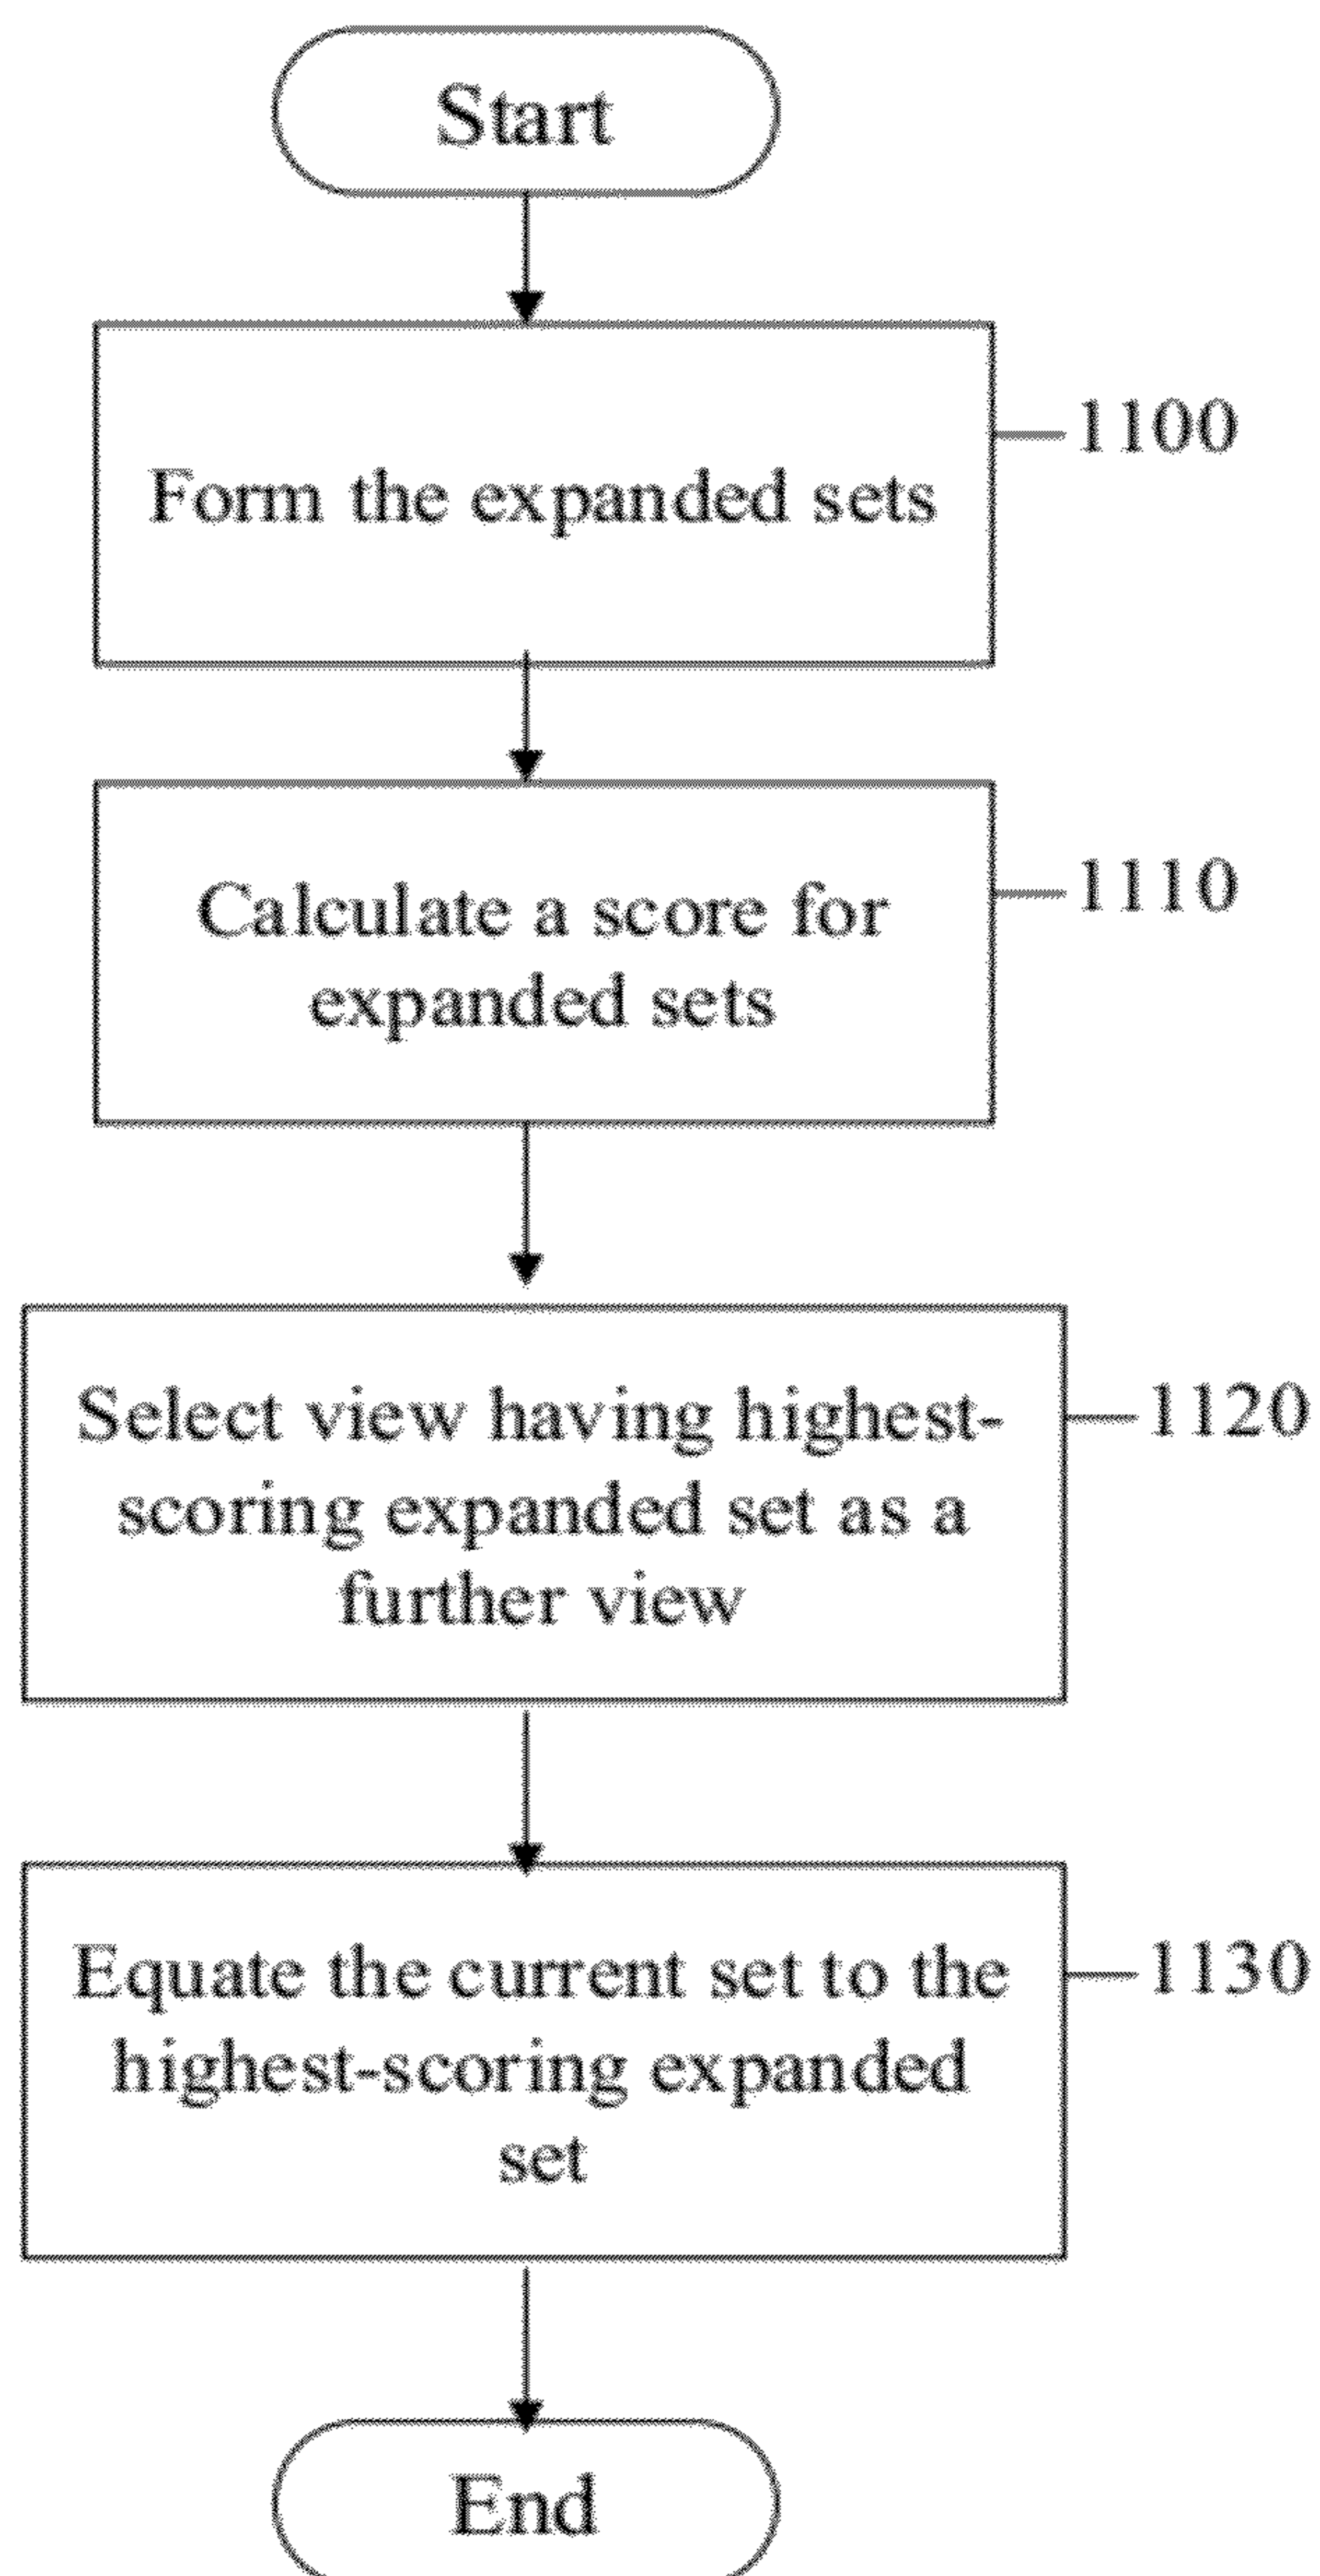 Start
Form the expanded sets
1100
Calculate a score for
expanded sets
1110
Select view having highest-
scoring expanded set as a
further view
1120
Equate the current set to the
highest-scoring expanded
set
1130
End